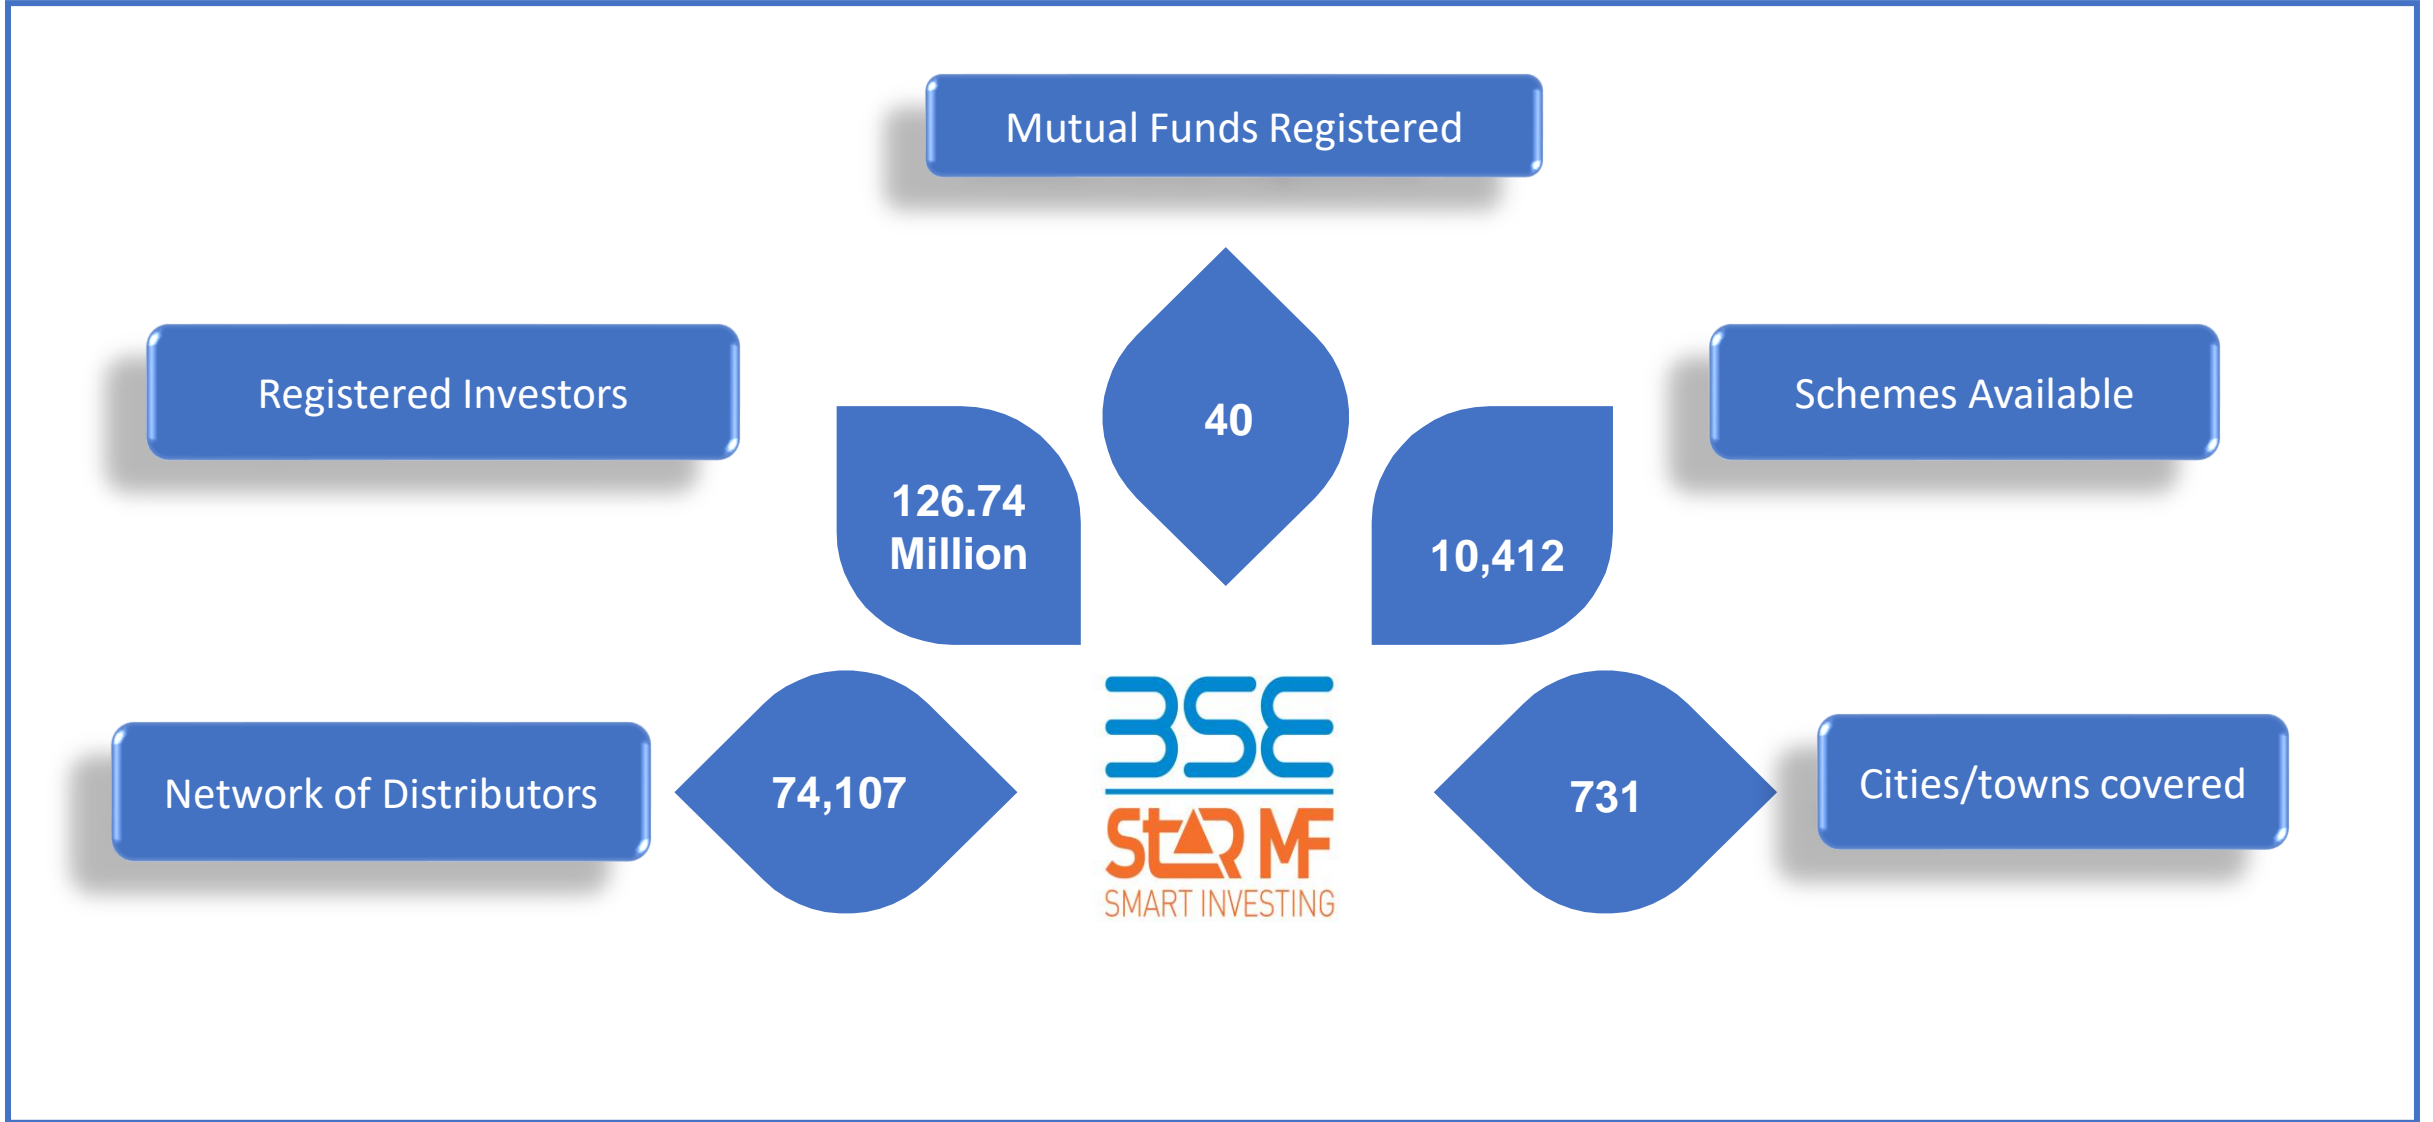 Mutual Funds Registered
Registered Investors
Schemes Available
40
126.74
Million
10,412
Network of Distributors
74,107
BSE
StAR MF
SMART INVESTING
731
Cities/towns covered